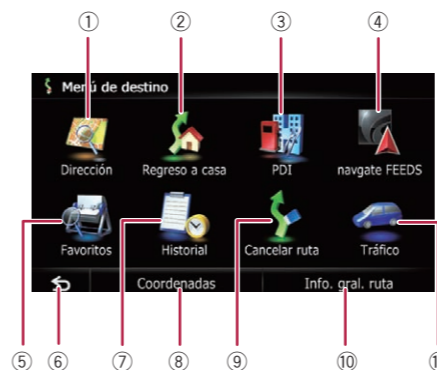 ① ② ③ ④
Menú de destino
Dirección Regreso a casa PDI navgate FEEDS
Favoritos Historial Cancelar ruta Tráfico
Coordenadas Info. gral. ruta
⑤ ⑥ ⑦ ⑧ ⑨ ⑩